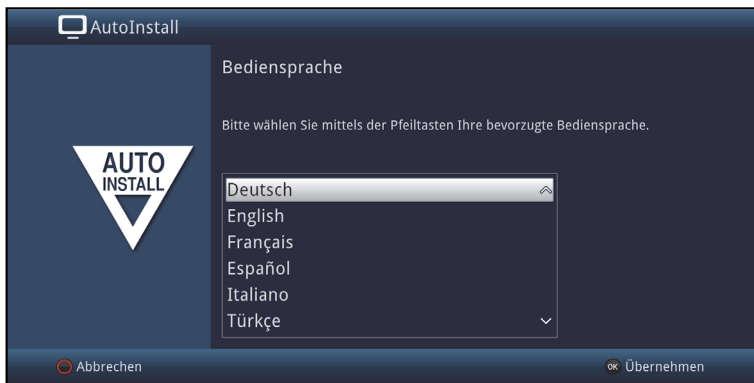 AutoInstall
Bediensprache
Bitte wählen Sie mittels der Pfeiltasten Ihre bevorzugte Bediensprache.
AUTO
INSTALL
Deutsch
English
Français
Español
Italiano
Türkçe
Abbrechen
OK Übernehmen